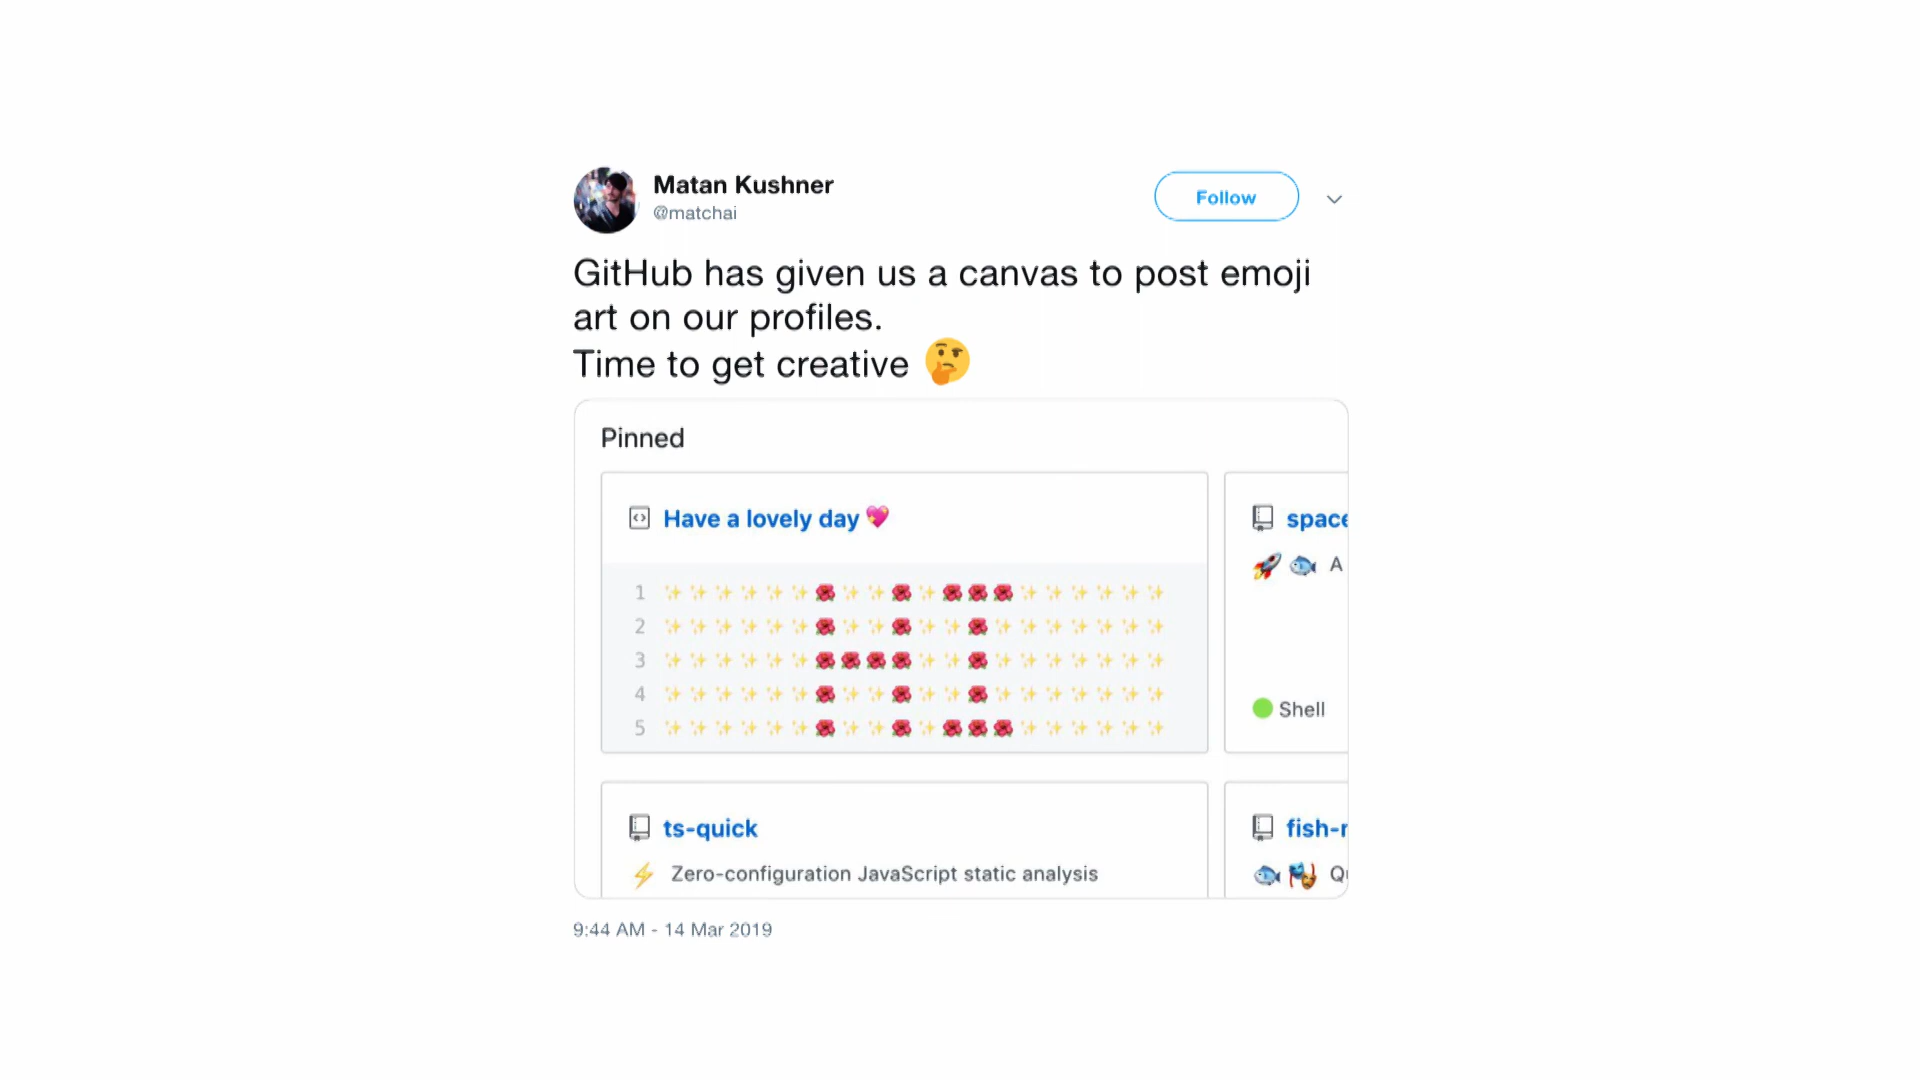 Matan Kushner
@matchai
Follow
GitHub has given us a canvas to post emoji
art on our profiles.
Time to get creative 🤔
Pinned
Have a lovely day 💖
1 ✨✨✨✨✨✨🌺✨✨🌺✨🌺🌺🌺✨✨✨✨✨✨
2 ✨✨✨✨✨✨🌺✨✨🌺✨✨🌺✨✨✨✨✨✨✨
3 ✨✨✨✨✨✨🌺🌺🌺🌺✨✨🌺✨✨✨✨✨✨✨
4 ✨✨✨✨✨✨🌺✨✨🌺✨✨🌺✨✨✨✨✨✨✨
5 ✨✨✨✨✨✨🌺✨✨🌺✨🌺🌺🌺✨✨✨✨✨✨
space
🚀 🐟 A
Shell
ts-quick
⚡ Zero-configuration JavaScript static analysis
fish-r
🐟 🎭 Q
9:44 AM - 14 Mar 2019